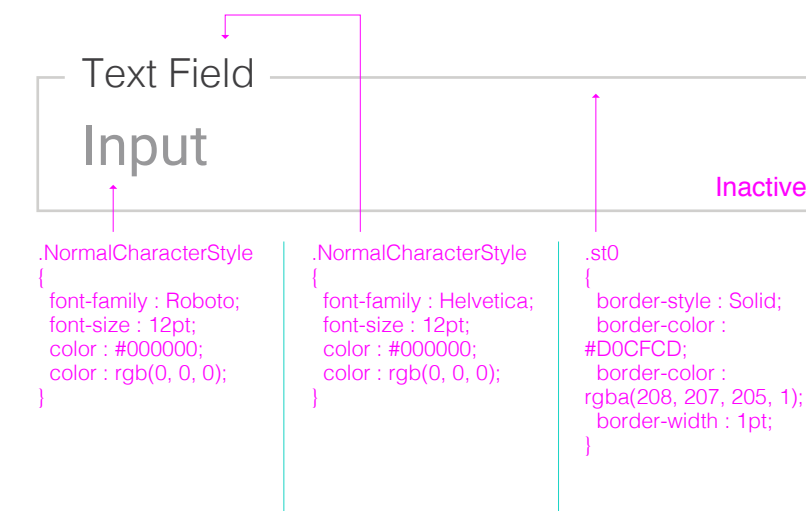 Text Field
Input
Inactive
.NormalCharacterStyle
{
font-family : Roboto;
font-size : 12pt;
color : #000000;
color : rgb(0, 0, 0);
}
.NormalCharacterStyle
{
font-family : Helvetica;
font-size : 12pt;
color : #000000;
color : rgb(0, 0, 0);
}
.st0
{
border-style : Solid;
border-color :
#D0CFCD;
border-color :
rgba(208, 207, 205, 1);
border-width : 1pt;
}